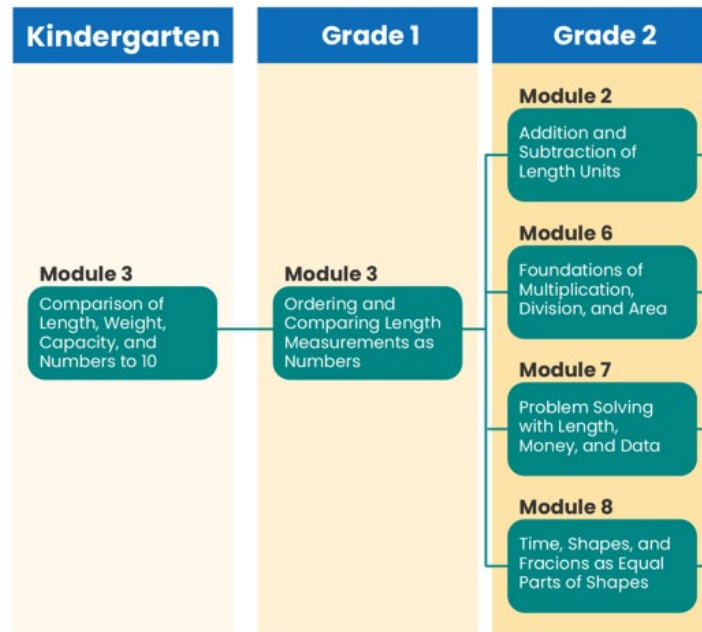 Kindergarten
Module 3
Comparison of
Length, Weight,
Capacity, and
Numbers to 10
Grade 1
Module 3
Ordering and
Comparing Length
Measurements as
Numbers
Grade 2
Module 2
Addition and
Subtraction of
Length Units
Module 6
Foundations of
Multiplication,
Division, and Area
Module 7
Problem Solving
with Length,
Money, and Data
Module 8
Time, Shapes, and
Fracions as Equal
Parts of Shapes